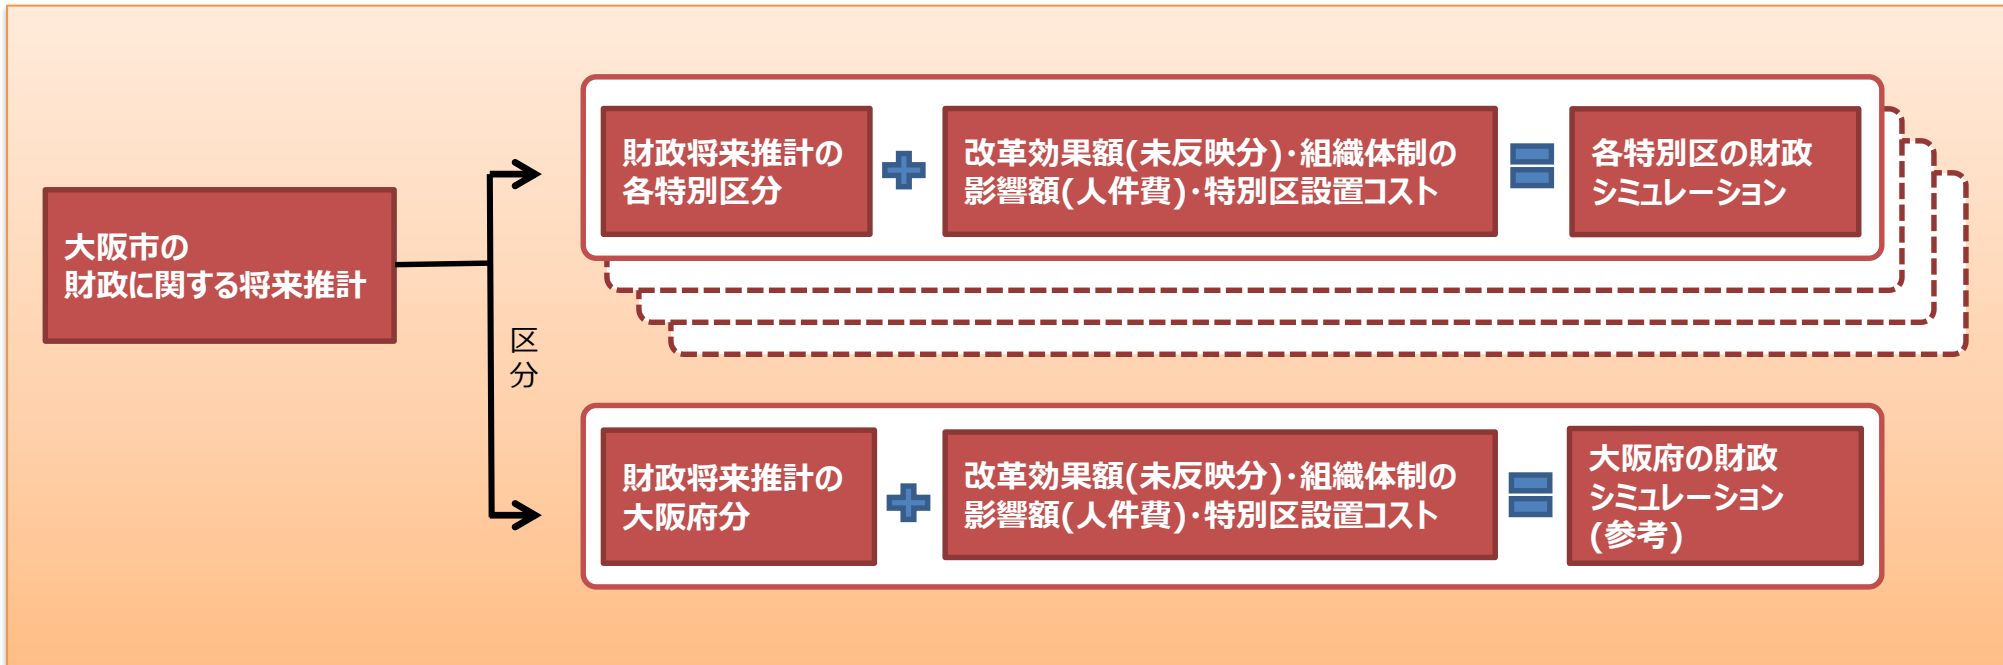 大阪市の
財政に関する将来推計
区
分
財政将来推計の
各特別区分
改革効果額(未反映分)・組織体制の
影響額(人件費)・特別区設置コスト
各特別区の財政
シミュレーション
財政将来推計の
大阪府分
改革効果額(未反映分)・組織体制の
影響額(人件費)・特別区設置コスト
大阪府の財政
シミュレーション
(参考)